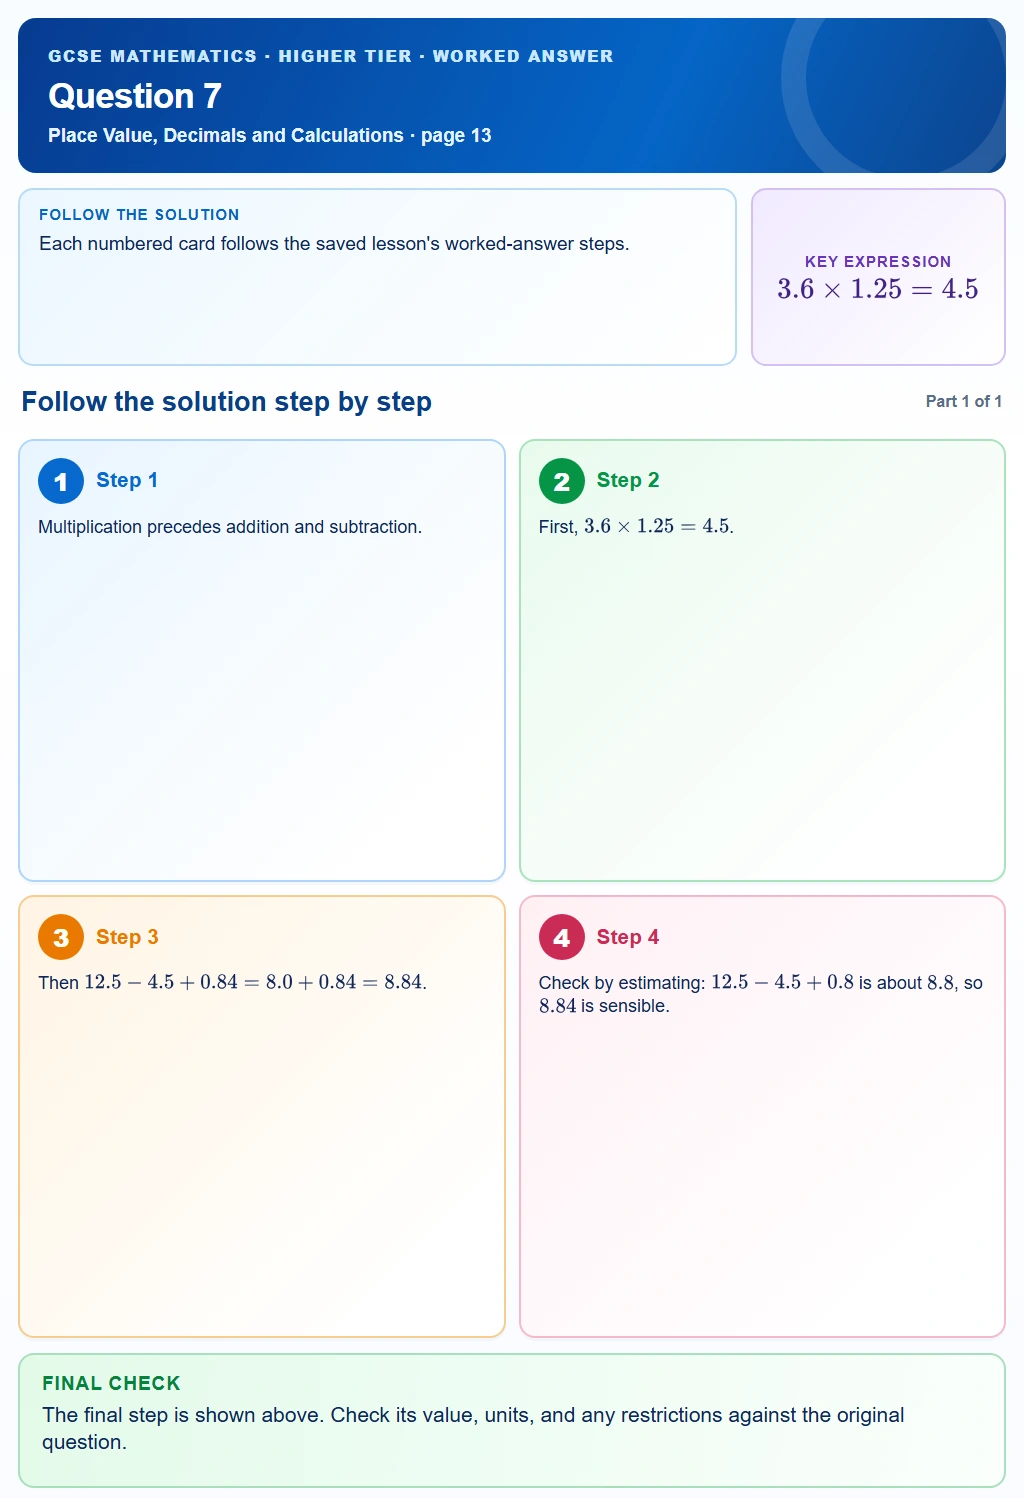 GCSE MATHEMATICS · HIGHER TIER · WORKED ANSWER
Question 7
Place Value, Decimals and Calculations · page 13
FOLLOW THE SOLUTION
Each numbered card follows the saved lesson's worked-answer steps.
KEY EXPRESSION
3.6 × 1.25 = 4.5
Follow the solution step by step
Part 1 of 1
1 Step 1
Multiplication precedes addition and subtraction.
2 Step 2
First, 3.6 × 1.25 = 4.5.
3 Step 3
Then 12.5 − 4.5 + 0.84 = 8.0 + 0.84 = 8.84.
4 Step 4
Check by estimating: 12.5 − 4.5 + 0.8 is about 8.8, so
8.84 is sensible.
FINAL CHECK
The final step is shown above. Check its value, units, and any restrictions against the original
question.